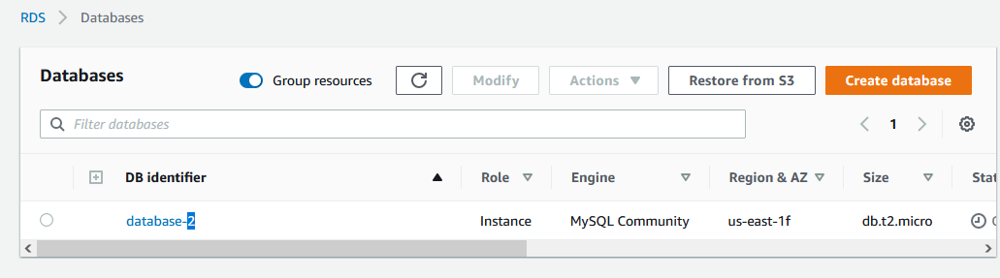 RDS > Databases
Databases Group resources Modify Actions Restore from S3 Create database
Filter databases 1
DB identifier Role Engine Region & AZ Size Stat
database-2 Instance MySQL Community us-east-1f db.t2.micro